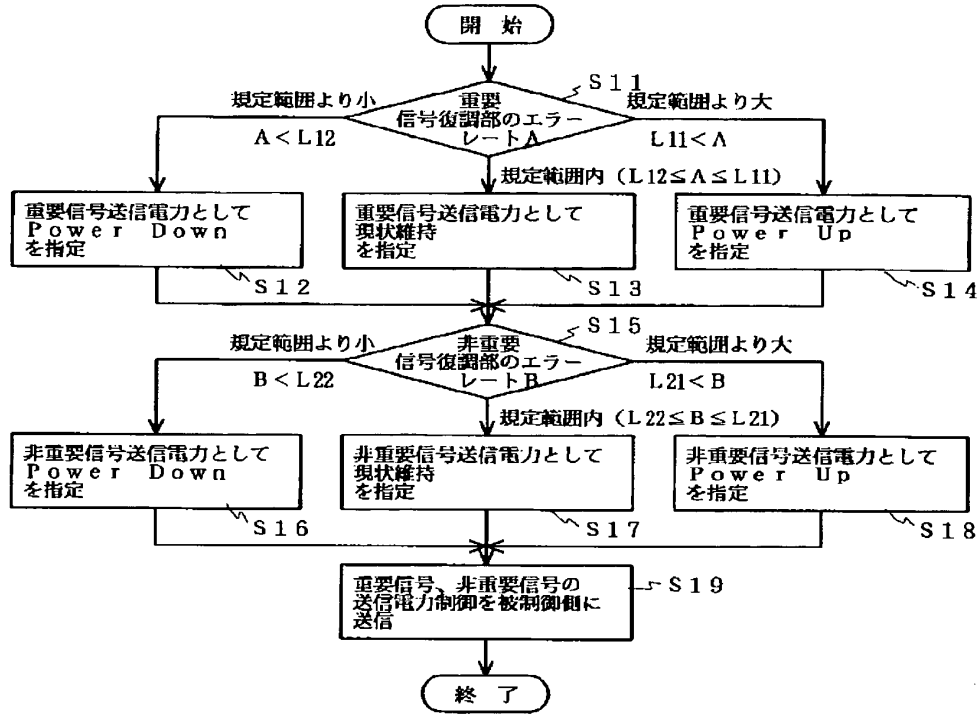 開 始
S11
規定範囲より小
重要
信号復調部のエラー
レートA
規定範囲より大
A<L12
L11<A
規定範囲内 (L12≦A≦L11)
重要信号送信電力として
Power Down
を指定
重要信号送信電力として
現状維持
を指定
重要信号送信電力として
Power Up
を指定
S12
S13
S14
S15
規定範囲より小
非重要
信号復調部のエラー
レートB
規定範囲より大
B<L22
L21<B
規定範囲内 (L22≦B≦L21)
非重要信号送信電力として
Power Down
を指定
非重要信号送信電力として
現状維持
を指定
非重要信号送信電力として
Power Up
を指定
S16
S17
S18
重要信号、非重要信号の
送信電力制御を被制御側に
送信
S19
終 了